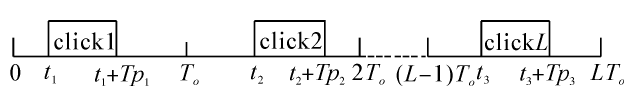 click1 click2 clickL
0 t₁ t₁+Tp₁ Tₒ t₂ t₂+Tp₂ 2Tₒ (L−1)Tₒ t₃ t₃+Tp₃ LTₒ